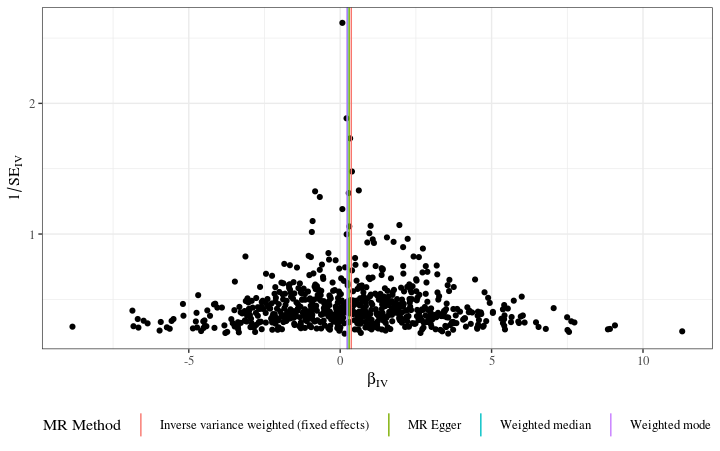 2
1
1/SE_IV
-5
0
5
10
β_IV
MR Method Inverse variance weighted (fixed effects) MR Egger Weighted median Weighted mode